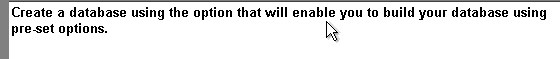 Create a database using the option that will enable you to build your database using
pre-set options.